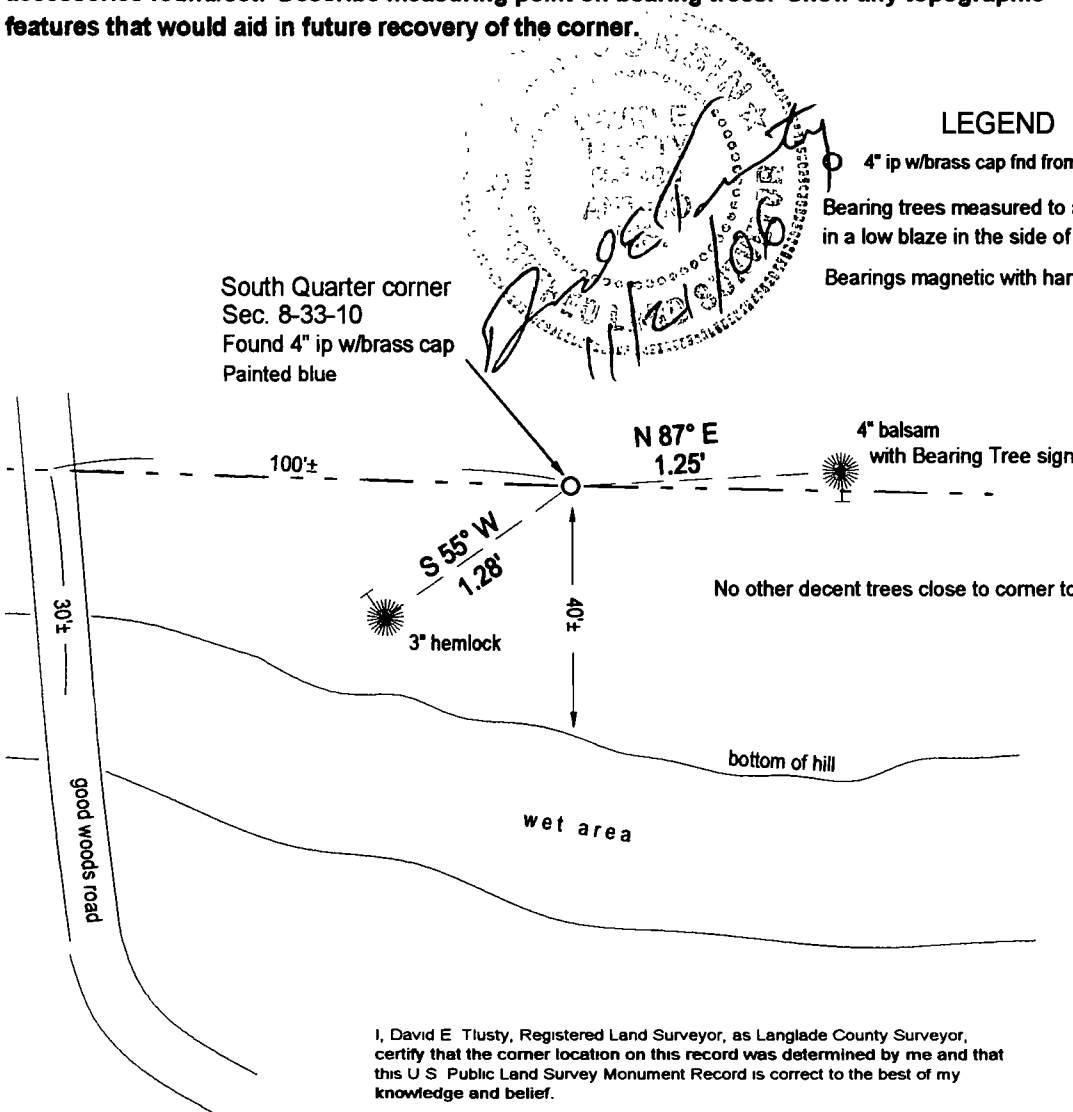 features that would aid in future recovery of the corner.
LEGEND
4" ip w/brass cap fnd from
Bearing trees measured to
in a low blaze in the side of
Bearings magnetic with
South Quarter corner
Sec. 8-33-10
Found 4" ip w/brass cap
Painted blue
11/21/06
N 87° E
1.25'
4" balsam
with Bearing Tree sign
100'±
S 55° W
1.28'
No other decent trees close to corner to
30'±
40'±
3" hemlock
bottom of hill
wet area
good woods road
I, David E Tlusty, Registered Land Surveyor, as Langlade County Surveyor,
certify that the corner location on this record was determined by me and that
this U S Public Land Survey Monument Record is correct to the best of my
knowledge and belief.